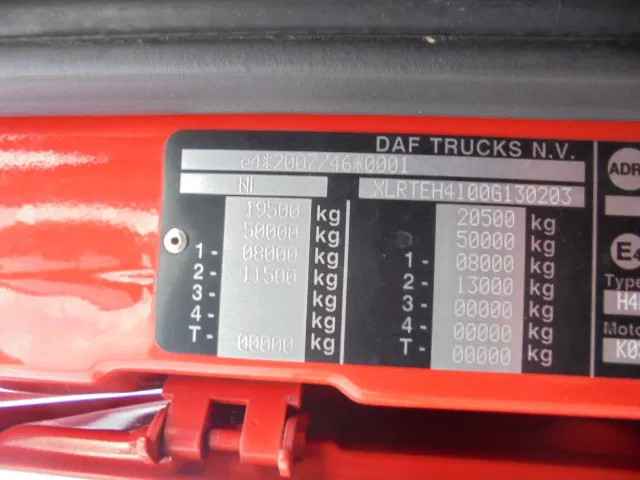 DAF TRUCKS N.V.
e4*2007/46*0001
NL XLRTEH4100G130203
19500 kg 20500 kg
50000 kg 50000 kg
1- 08000 kg 1- 08000 kg
2- 11500 kg 2- 13000 kg
3- kg 3- 00000 kg
4- kg 4- 00000 kg
T- 00000 kg T- 00000 kg
ADR
E4
Type
H4
Moto
K0